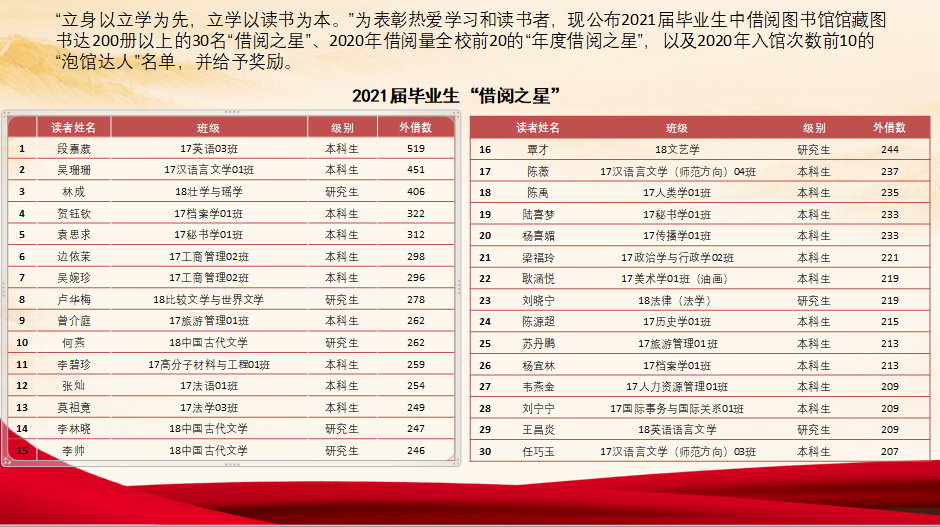 “立身以立学为先，立学以读书为本。”为表彰热爱学习和读书者，现公布2021届毕业生中借阅图书馆馆藏图
书达200册以上的30名“借阅之星”、2020年借阅量全校前20的“年度借阅之星”，以及2020年入馆次数前10的
“泡馆达人”名单，并给予奖励。
2021届毕业生“借阅之星”
读者姓名 班级 级别 外借数
1 段熹葳 17英语03班 本科生 519
2 吴珊珊 17汉语言文学01班 本科生 451
3 林成 18壮学与瑶学 研究生 406
4 贺钰钦 17档案学01班 本科生 322
5 袁思求 17秘书学01班 本科生 312
6 边依茉 17工商管理02班 本科生 298
7 吴婉珍 17工商管理02班 本科生 296
8 卢华梅 18比较文学与世界文学 研究生 278
9 曾介庭 17旅游管理01班 本科生 262
10 何燕 18中国古代文学 研究生 262
11 李碧珍 17高分子材料与工程01班 本科生 259
12 张灿 17法语01班 本科生 254
13 莫祖竟 17法学03班 本科生 249
14 李林晓 18中国古代文学 研究生 247
15 李帅 18中国古代文学 研究生 246
读者姓名 班级 级别 外借数
16 覃才 18文艺学 研究生 244
17 陈薇 17汉语言文学（师范方向）04班 本科生 237
18 陈禹 17人类学01班 本科生 235
19 陆喜梦 17秘书学01班 本科生 233
20 杨喜媚 17传播学01班 本科生 233
21 梁福玲 17政治学与行政学02班 本科生 221
22 耿涵悦 17美术学01班（油画） 本科生 219
23 刘晓宁 18法律（法学） 研究生 219
24 陈源超 17历史学01班 本科生 215
25 苏丹鹏 17旅游管理01班 本科生 213
26 杨宜林 17档案学01班 本科生 213
27 韦燕金 17人力资源管理01班 本科生 209
28 刘宁宁 17国际事务与国际关系01班 本科生 209
29 王昌炎 18英语语言文学 研究生 209
30 任巧玉 17汉语言文学（师范方向）03班 本科生 207